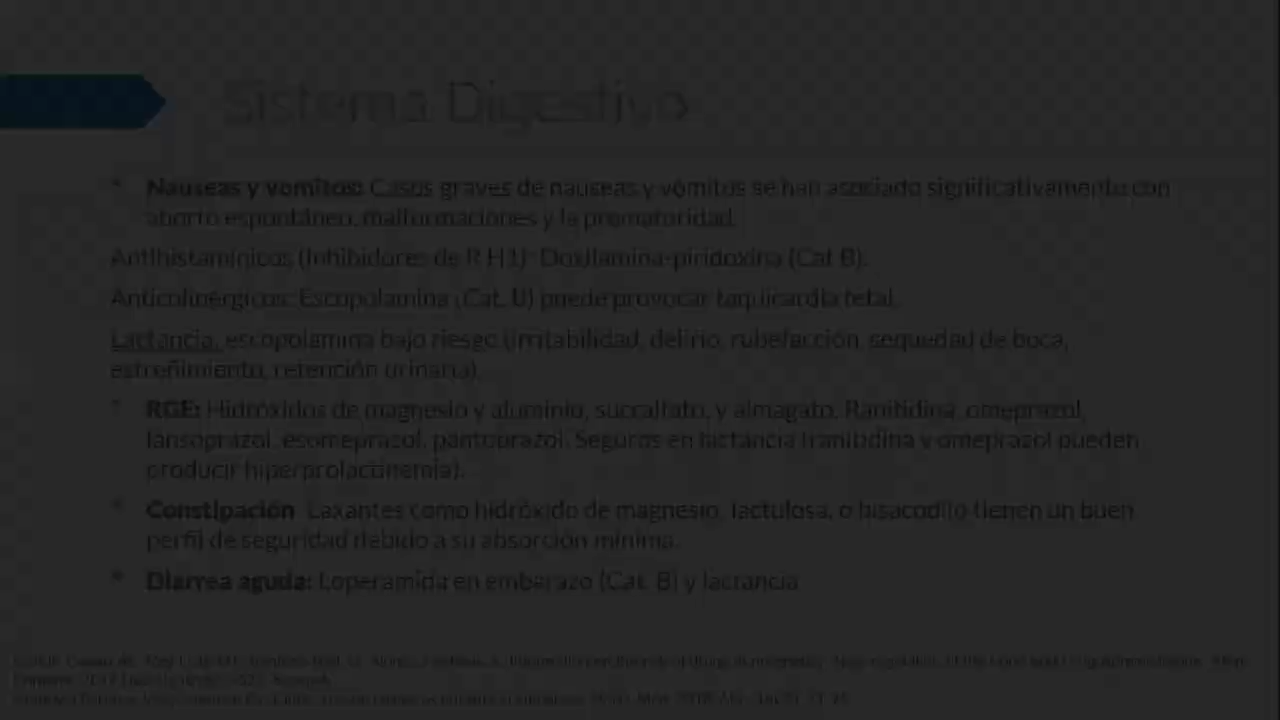 Sistema Digestivo
* Nauseas y vomitos: Casos graves de nauseas y vómitos se han asociado significativamente con
aborto espontáneo, malformaciones y la prematuridad.
Antihistamínicos (Inhibidores de R H1): Doxilamina-piridoxina (Cat B).
Anticolinérgicos: Escopolamina (Cat. B) puede provocar taquicardia fetal.
Lactancia, escopolamina bajo riesgo (irritabilidad, delirio, rubefacción, sequedad de boca,
estreñimiento, retención urinaria).
* RGE: Hidróxidos de magnesio y aluminio, sucralfato, y almagato. Ranitidina, omeprazol,
lansoprazol, esomeprazol, pantoprazol. Seguros en lactancia (ranitidina y omeprazol pueden
producir hiperprolactinemia).
* Constipación: Laxantes como hidróxido de magnesio, lactulosa, o bisacodilo tienen un buen
perfil de seguridad debido a su absorción mínima.
* Diarrea aguda: Loperamida en embarazo (Cat. B) y lactancia